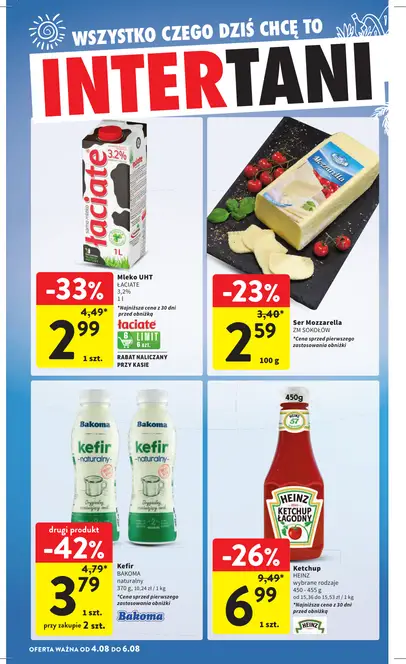 WSZYSTKO CZEGO DZIŚ CHCĘ TO
INTERTANI
3.2%
łaciate
1L
-33%
4,49*
2 99
1 szt.
Mleko UHT
ŁACIATE
3,2%
1 l
*Najniższa cena z 30 dni
przed obniżką
łaciate
6 LIMIT
6 szt.
RABAT NALICZANY
PRZY KASIE
Mozzarella
-23%
3,40*
2 59
100 g
Ser Mozzarella
ZM SOKOŁÓW
*Cena sprzed pierwszego
zastosowania obniżki
Bakoma
kefir
naturalny
Bakoma
kefir
naturalny
drugi produkt
-42%
4,79*
3 79
1 szt.
przy zakupie 2 szt.
Kefir
BAKOMA
naturalny
370 g, 10,24 zł / 1 kg
*Cena sprzed pierwszego
zastosowania obniżki
Bakoma
450g
HEINZ
57
HEINZ
KETCHUP
ŁAGODNY
-26%
9,49*
6 99
1 szt.
Ketchup
HEINZ
wybrane rodzaje
450 - 455 g
od 15,36 do 15,53 zł / 1 kg
*Najniższa cena z 30 dni
przed obniżką
HEINZ
OFERTA WAŻNA OD 4.08 DO 6.08